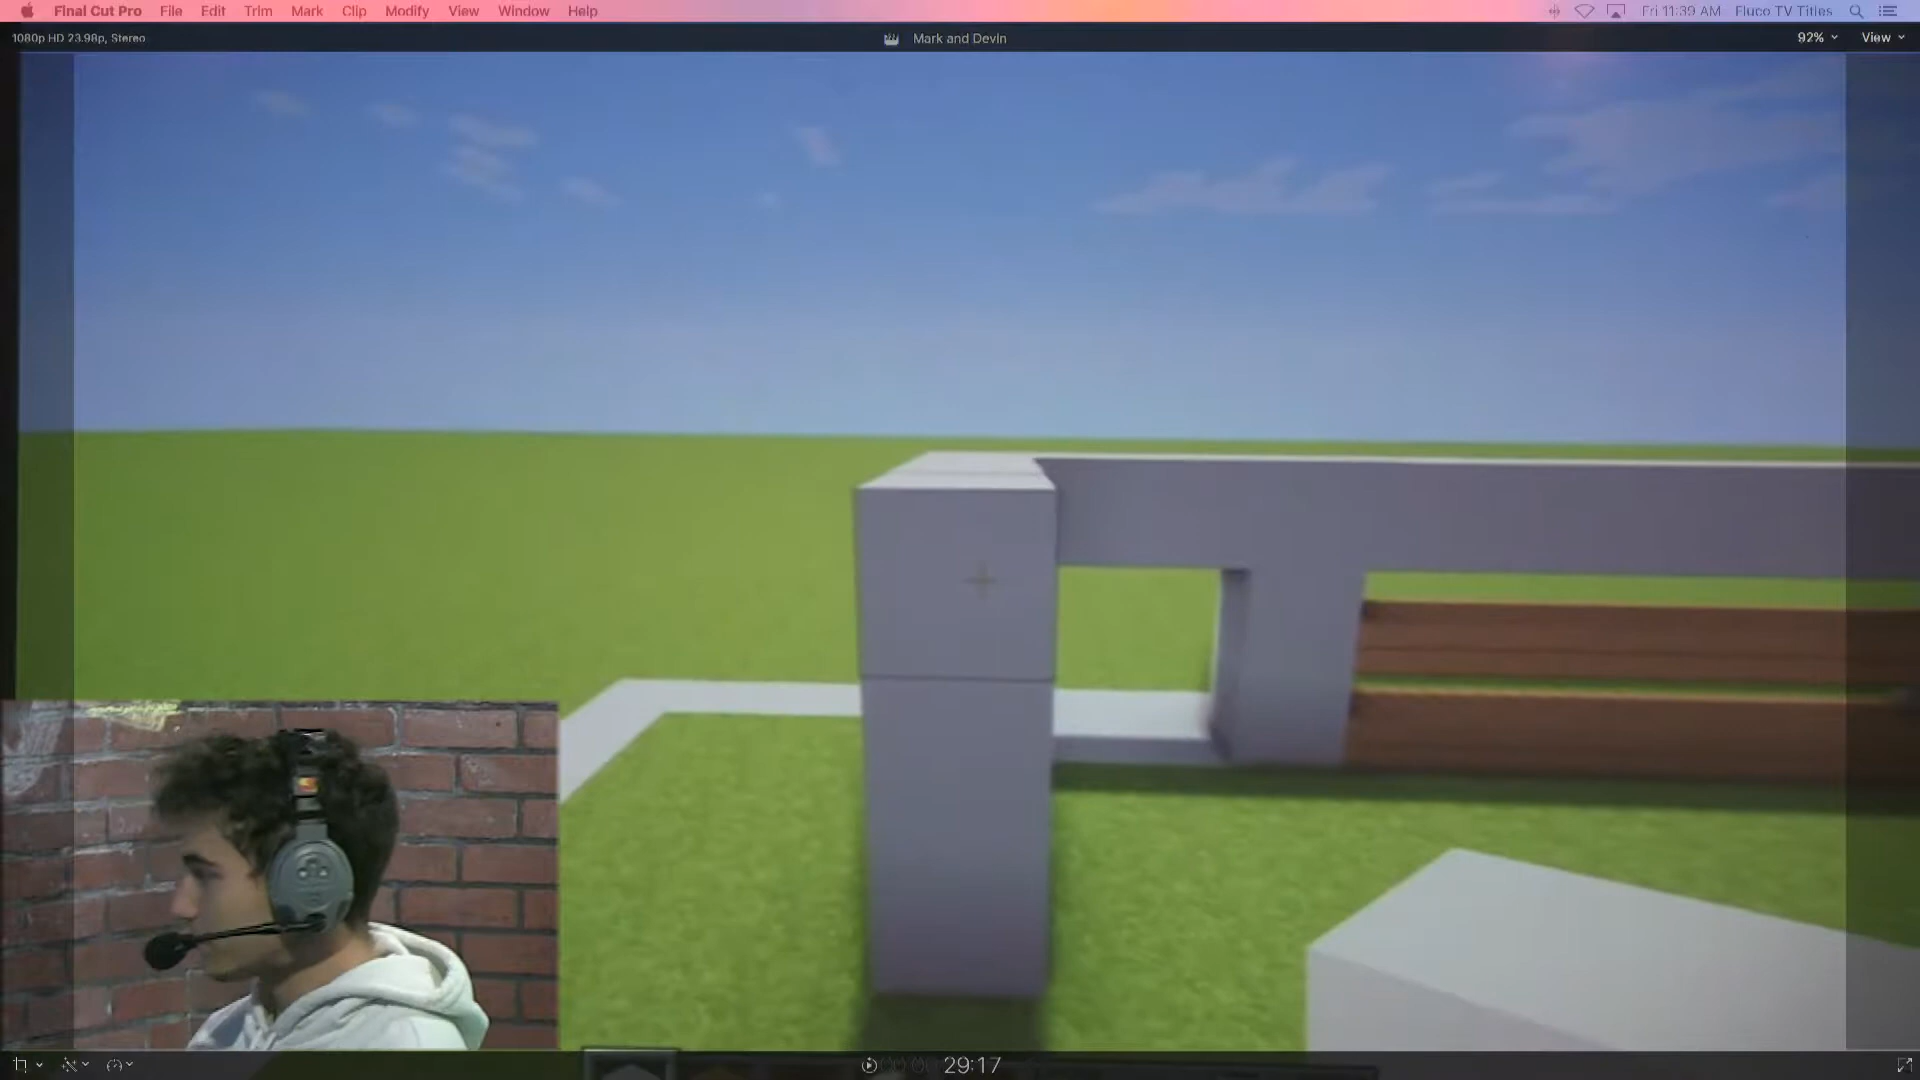 Final Cut Pro File Edit Trim Mark Clip Modify View Window Help Fri 11:39 AM Fluco TV Titles
1080p HD 23.98p, Stereo Mark and Devin 92% View
29:17